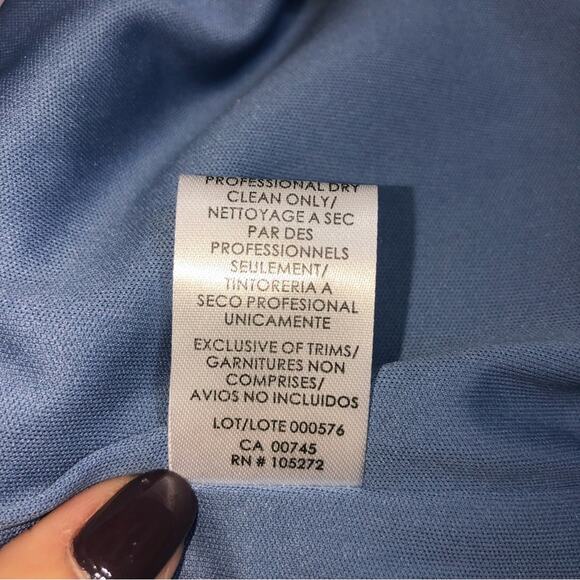 PROFESSIONAL DRY
CLEAN ONLY/
NETTOYAGE A SEC
PAR DES
PROFESSIONNELS
SEULEMENT/
TINTORERIA A
SECO PROFESIONAL
UNICAMENTE
EXCLUSIVE OF TRIMS/
GARNITURES NON
COMPRISES/
AVIOS NO INCLUIDOS
LOT/LOTE 000576
CA 00745
RN # 105272